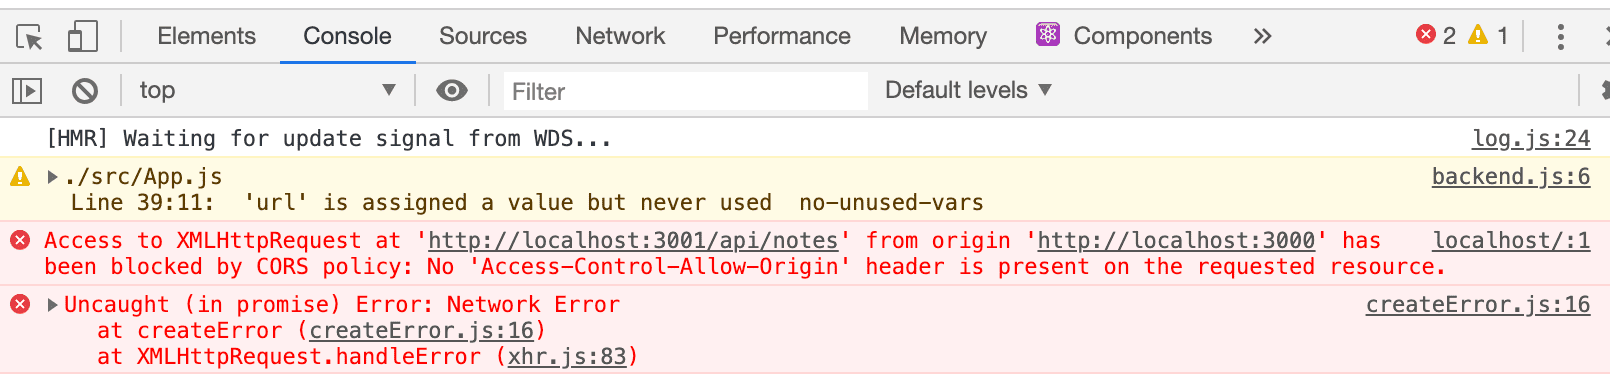 Elements Console Sources Network Performance Memory Components 2 1
top Filter Default levels
[HMR] Waiting for update signal from WDS... log.js:24
./src/App.js backend.js:6
Line 39:11:  'url' is assigned a value but never used  no-unused-vars
Access to XMLHttpRequest at 'http://localhost:3001/api/notes' from origin 'http://localhost:3000' has localhost/:1
been blocked by CORS policy: No 'Access-Control-Allow-Origin' header is present on the requested resource.
Uncaught (in promise) Error: Network Error createError.js:16
at createError (createError.js:16)
at XMLHttpRequest.handleError (xhr.js:83)